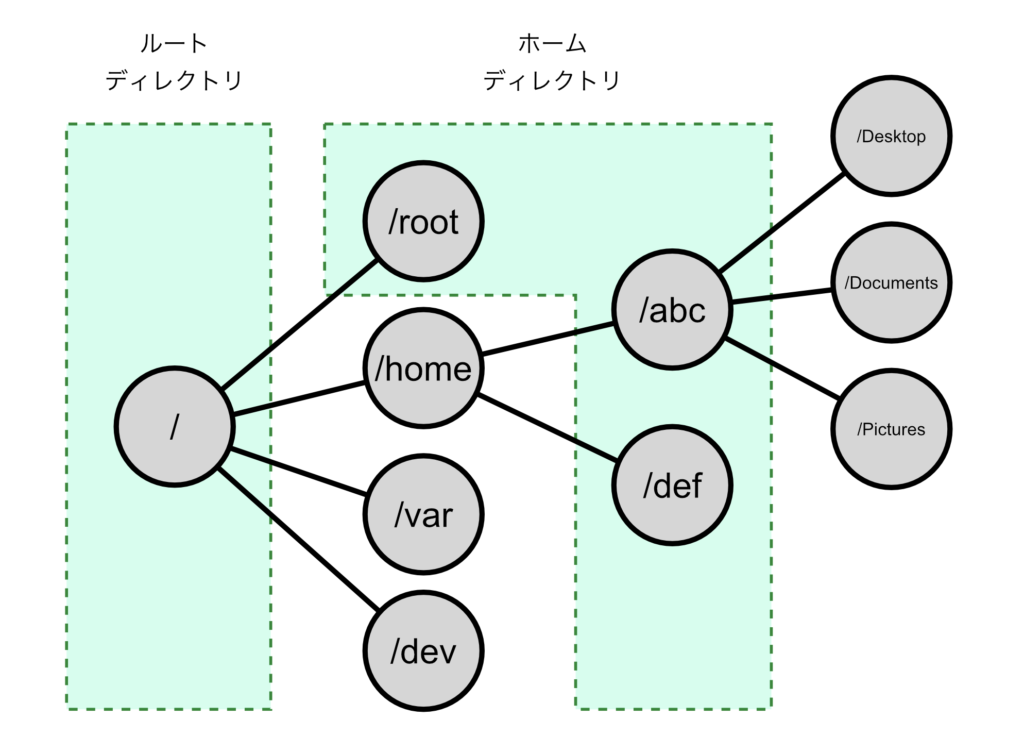 ルート
ディレクトリ
ホーム
ディレクトリ
/
/root
/home
/var
/dev
/abc
/def
/Desktop
/Documents
/Pictures